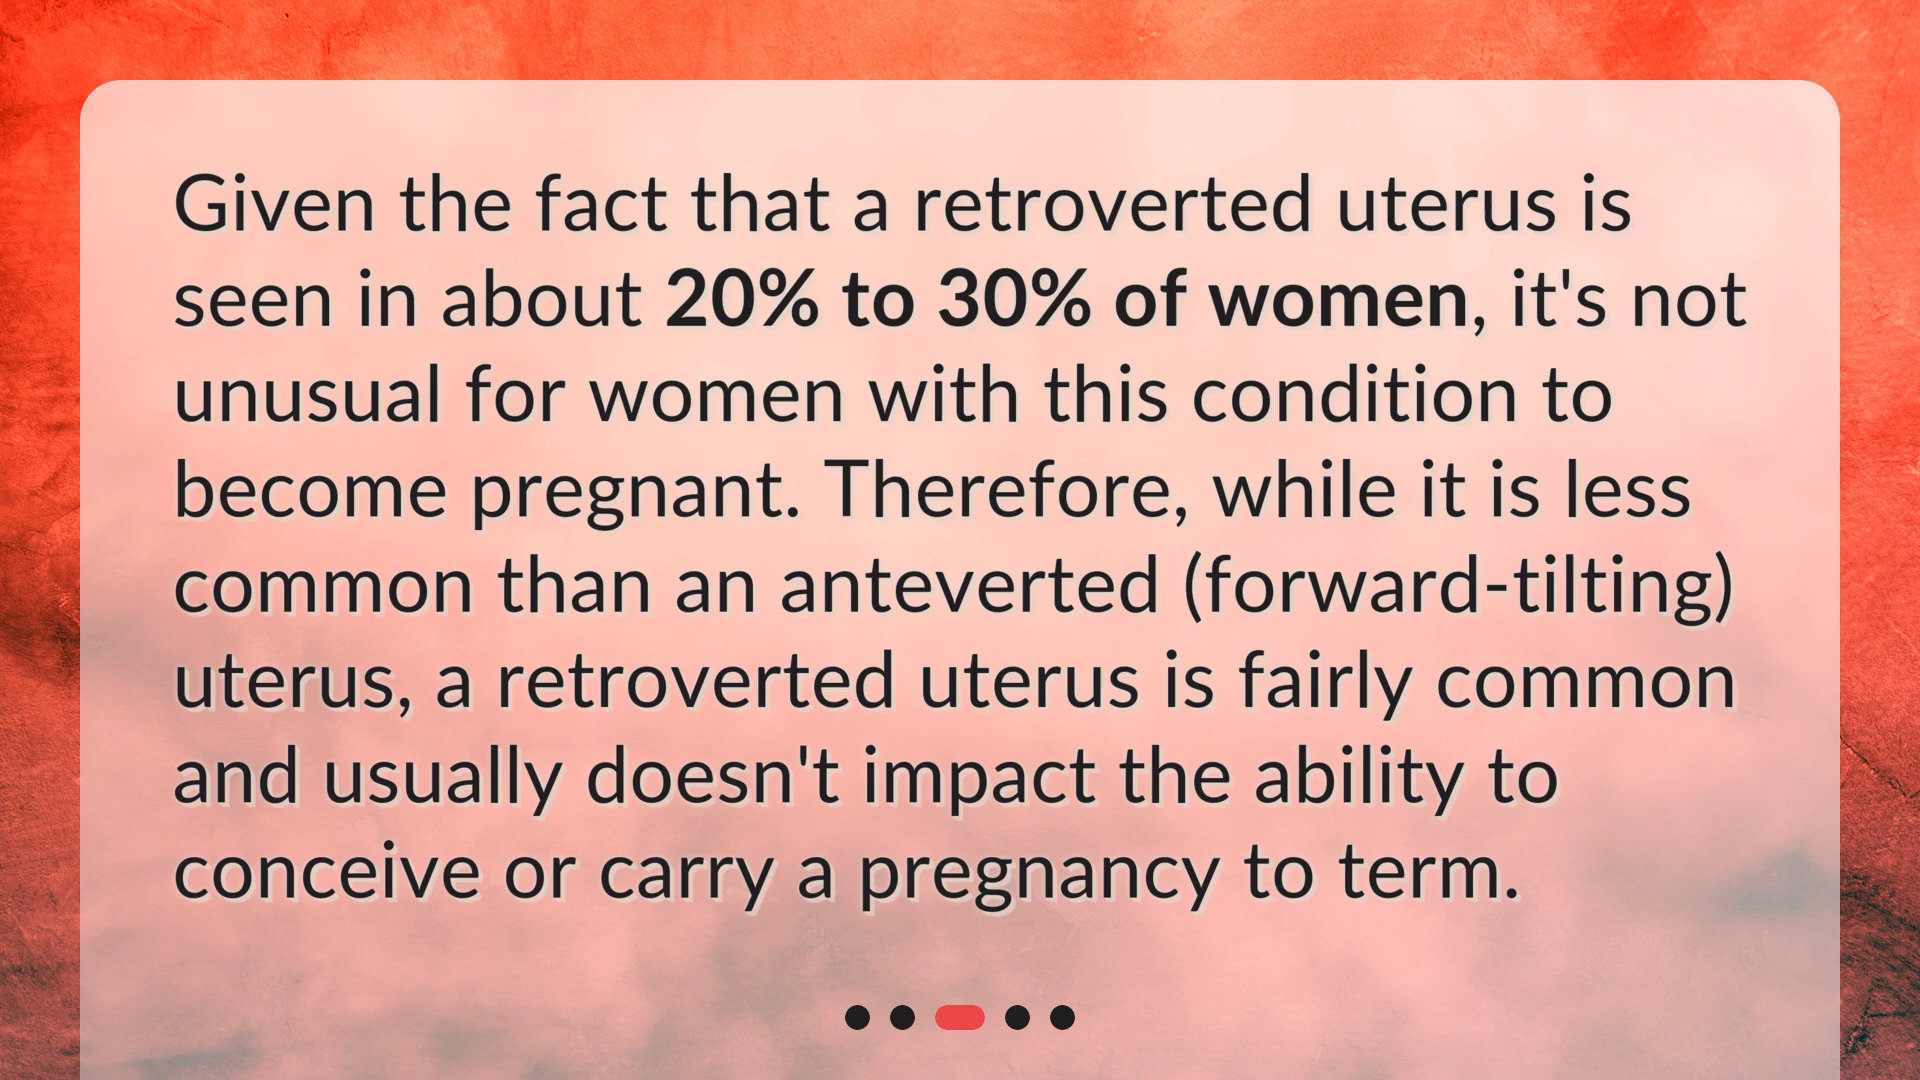 Given the fact that a retroverted uterus is
seen in about 20% to 30% of women, it's not
unusual for women with this condition to
become pregnant. Therefore, while it is less
common than an anteverted (forward-tilting)
uterus, a retroverted uterus is fairly common
and usually doesn't impact the ability to
conceive or carry a pregnancy to term.